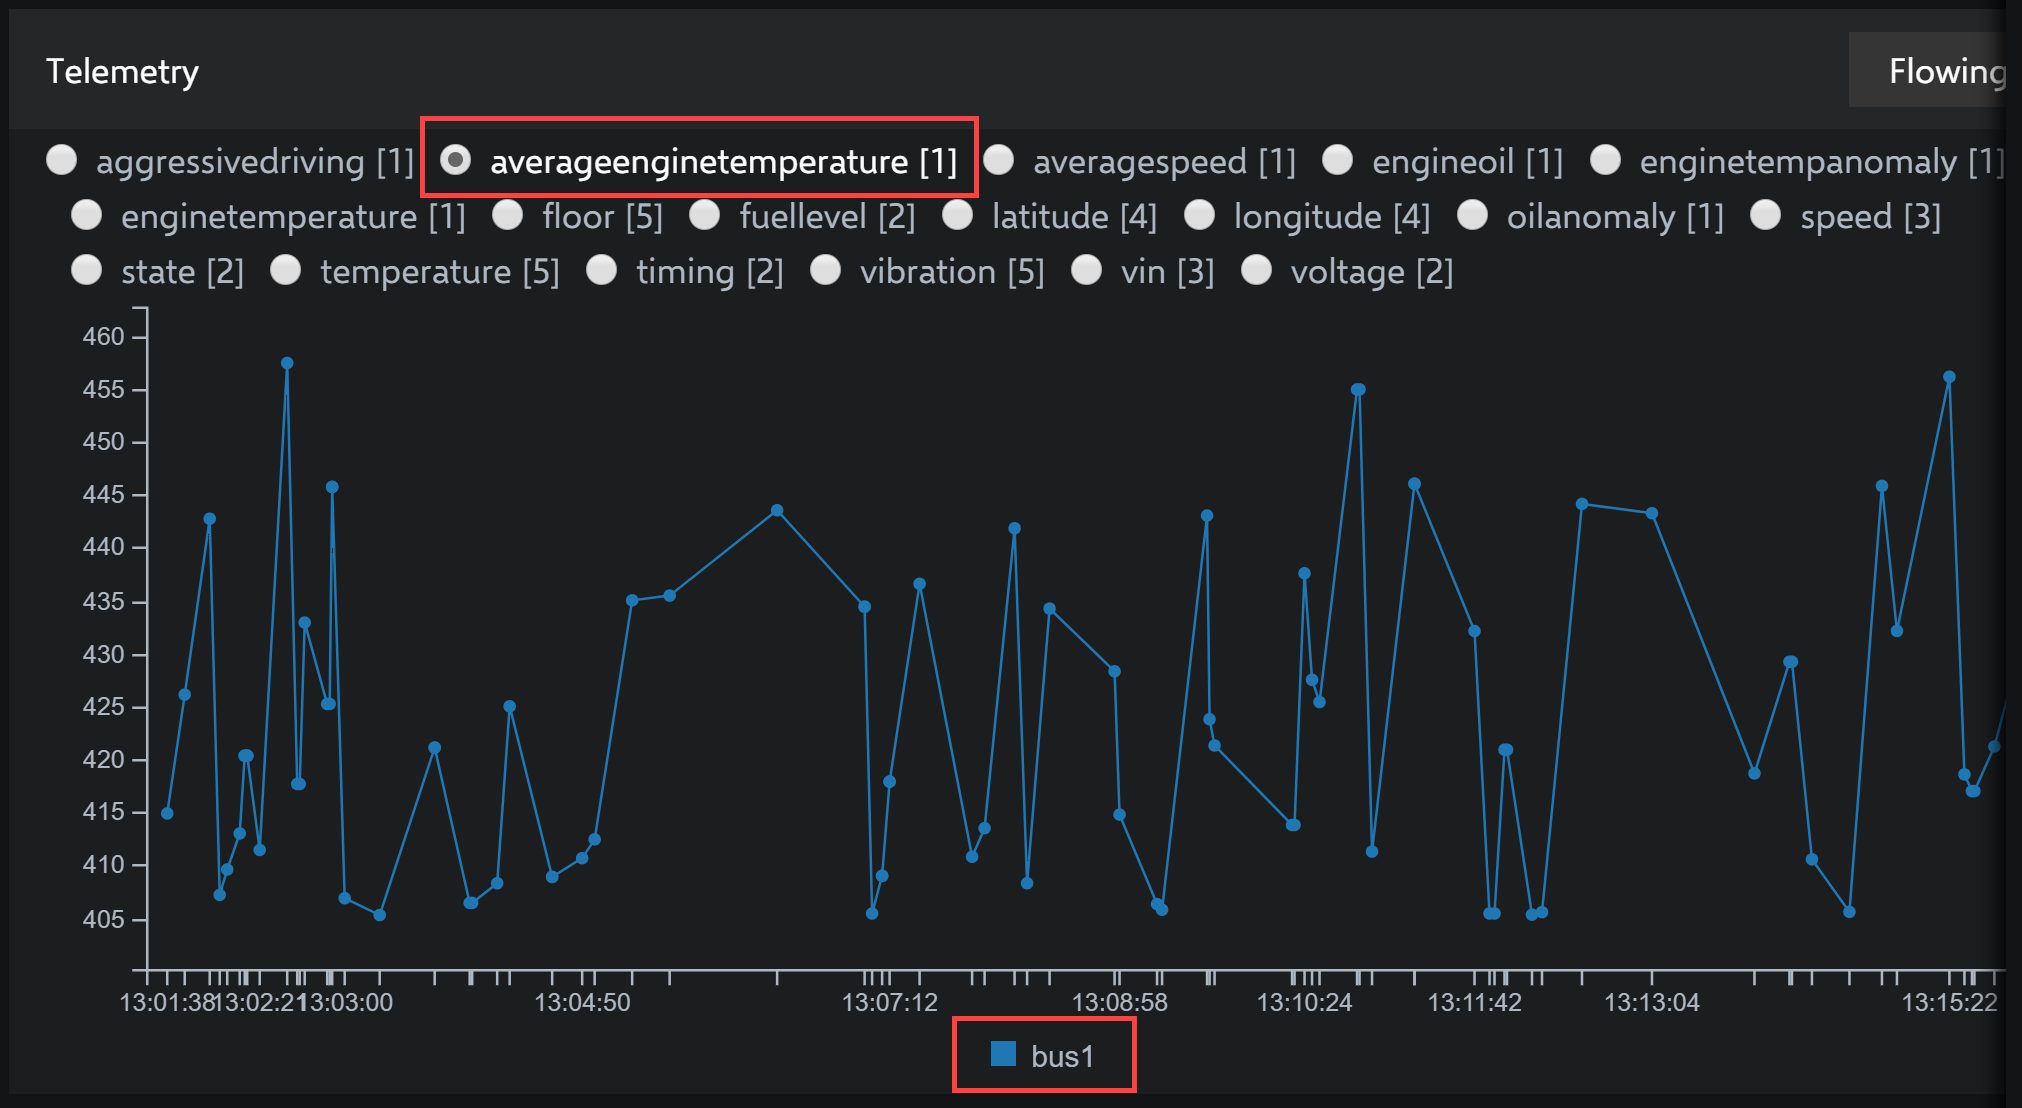 Telemetry
Flowing
aggressivedriving [1] averageenginetemperature [1] averagespeed [1] engineoil [1] enginetempanomaly [1]
enginetemperature [1] floor [5] fuellevel [2] latitude [4] longitude [4] oilanomaly [1] speed [3]
state [2] temperature [5] timing [2] vibration [5] vin [3] voltage [2]
460
455
450
445
440
435
430
425
420
415
410
405
13:01:38 13:02:21 13:03:00 13:04:50 13:07:12 13:08:58 13:10:24 13:11:42 13:13:04 13:15:22
bus1